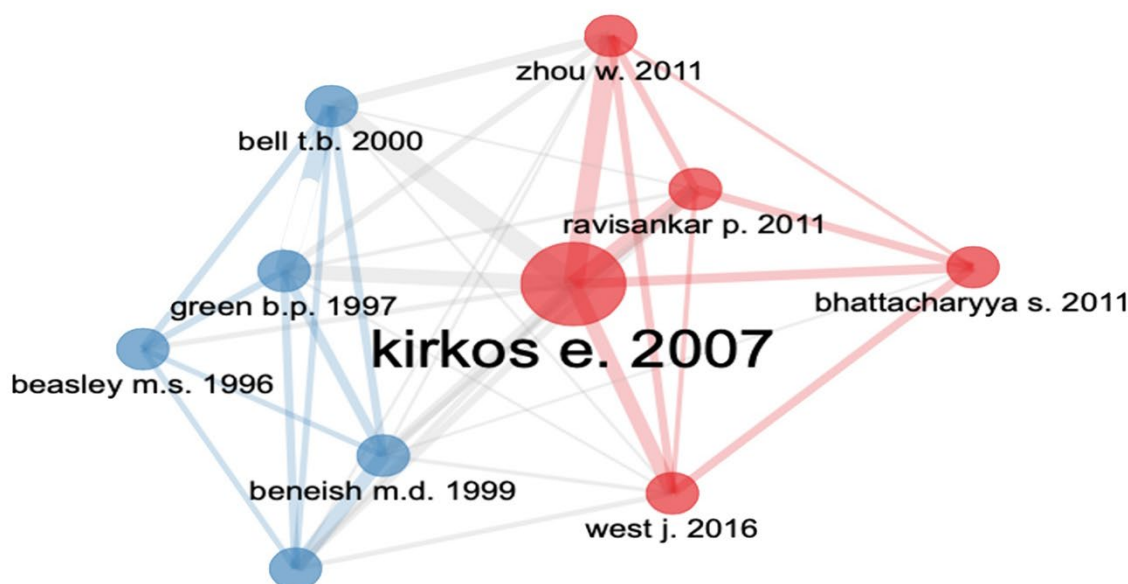 zhou w. 2011
bell t.b. 2000
ravisankar p. 2011
green b.p. 1997
bhattacharyya s. 2011
kirkos e. 2007
beasley m.s. 1996
beneish m.d. 1999
west j. 2016